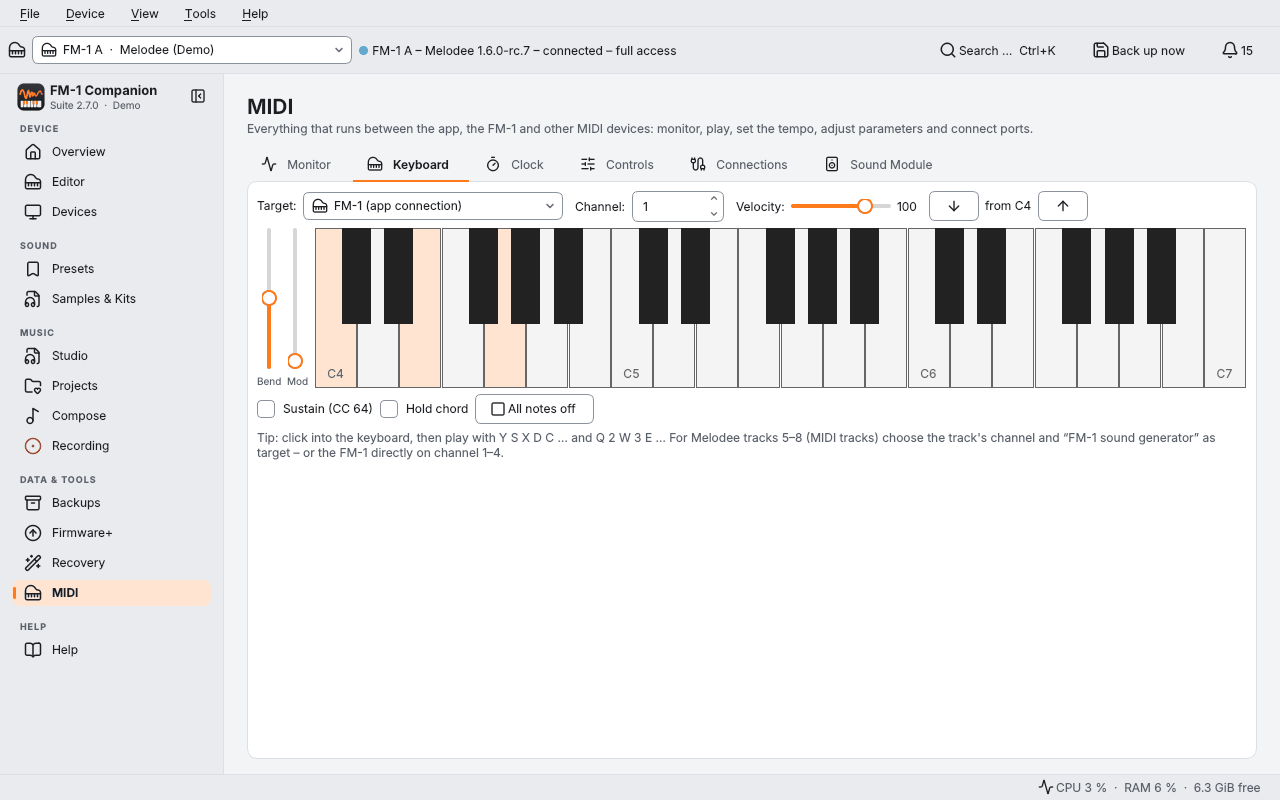 File Device View Tools Help
FM-1 A · Melodee (Demo)
FM-1 A – Melodee 1.6.0-rc.7 – connected – full access
Search ... Ctrl+K
Back up now
15
FM-1 Companion
Suite 2.7.0 · Demo
DEVICE
Overview
Editor
Devices
SOUND
Presets
Samples & Kits
MUSIC
Studio
Projects
Compose
Recording
DATA & TOOLS
Backups
Firmware+
Recovery
MIDI
HELP
Help
MIDI
Everything that runs between the app, the FM-1 and other MIDI devices: monitor, play, set the tempo, adjust parameters and connect ports.
Monitor Keyboard Clock Controls Connections Sound Module
Target: FM-1 (app connection) Channel: 1 Velocity: 100 from C4
C4 C5 C6 C7
Bend Mod
Sustain (CC 64) Hold chord All notes off
Tip: click into the keyboard, then play with Y S X D C ... and Q 2 W 3 E ... For Melodee tracks 5–8 (MIDI tracks) choose the track's channel and “FM-1 sound generator” as
target – or the FM-1 directly on channel 1–4.
CPU 3 % · RAM 6 % · 6.3 GiB free